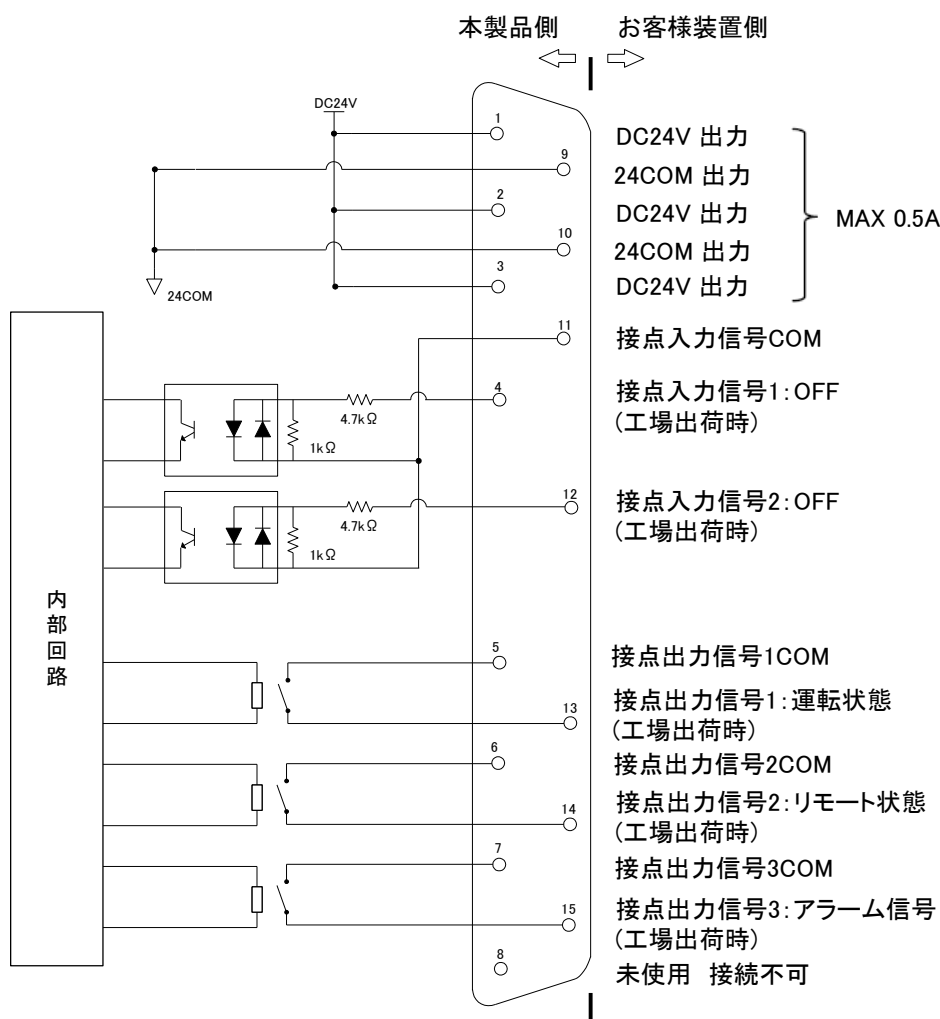 本製品側 お客様装置側
DC24V
1 DC24V 出力
9 24COM 出力
2 DC24V 出力
MAX 0.5A
10 24COM 出力
3 DC24V 出力
24COM
11 接点入力信号COM
4 接点入力信号1：OFF
(工場出荷時)
4.7kΩ
1kΩ
12 接点入力信号2：OFF
(工場出荷時)
4.7kΩ
1kΩ
内部回路
5 接点出力信号1COM
13 接点出力信号1：運転状態
(工場出荷時)
6 接点出力信号2COM
14 接点出力信号2：リモート状態
(工場出荷時)
7 接点出力信号3COM
15 接点出力信号3：アラーム信号
(工場出荷時)
8 未使用 接続不可